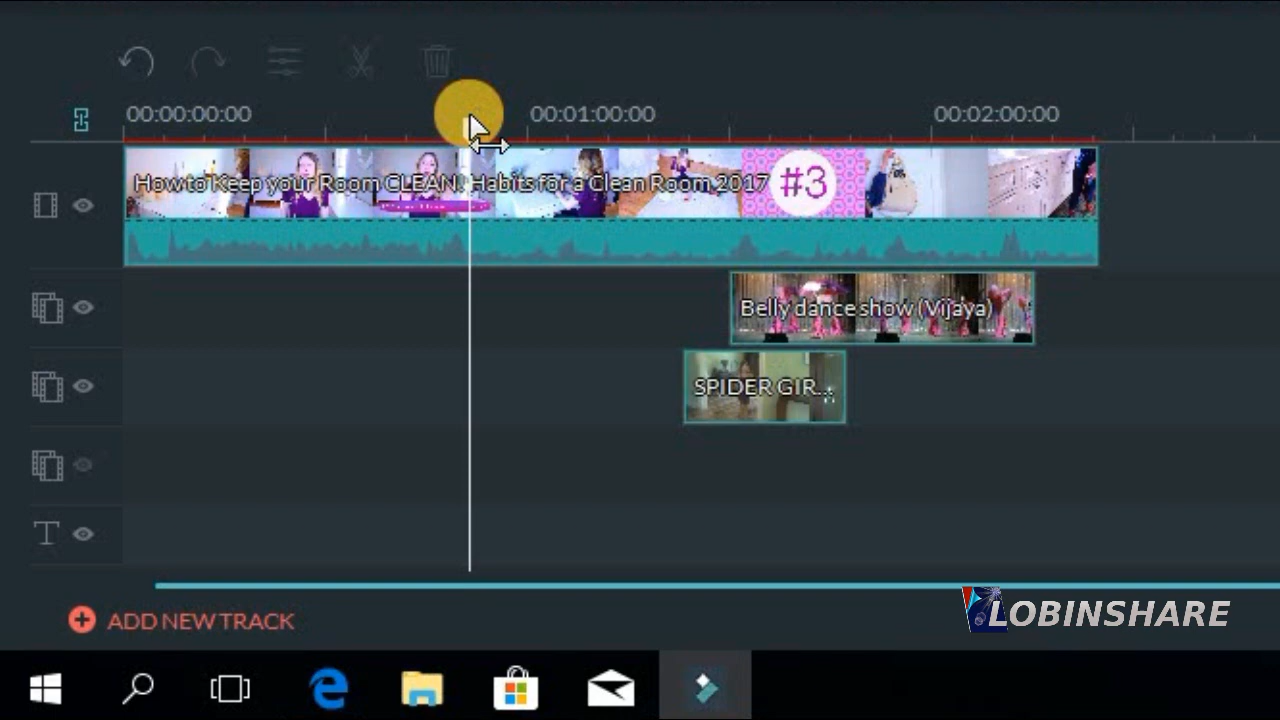 00:00:00:00 00:01:00:00 00:02:00:00
How to Keep your Room CLEAN! Habits for a Clean Room 2017 #3
Belly dance show (Vijaya)
SPIDER GIR...
T
ADD NEW TRACK
LOBINSHARE